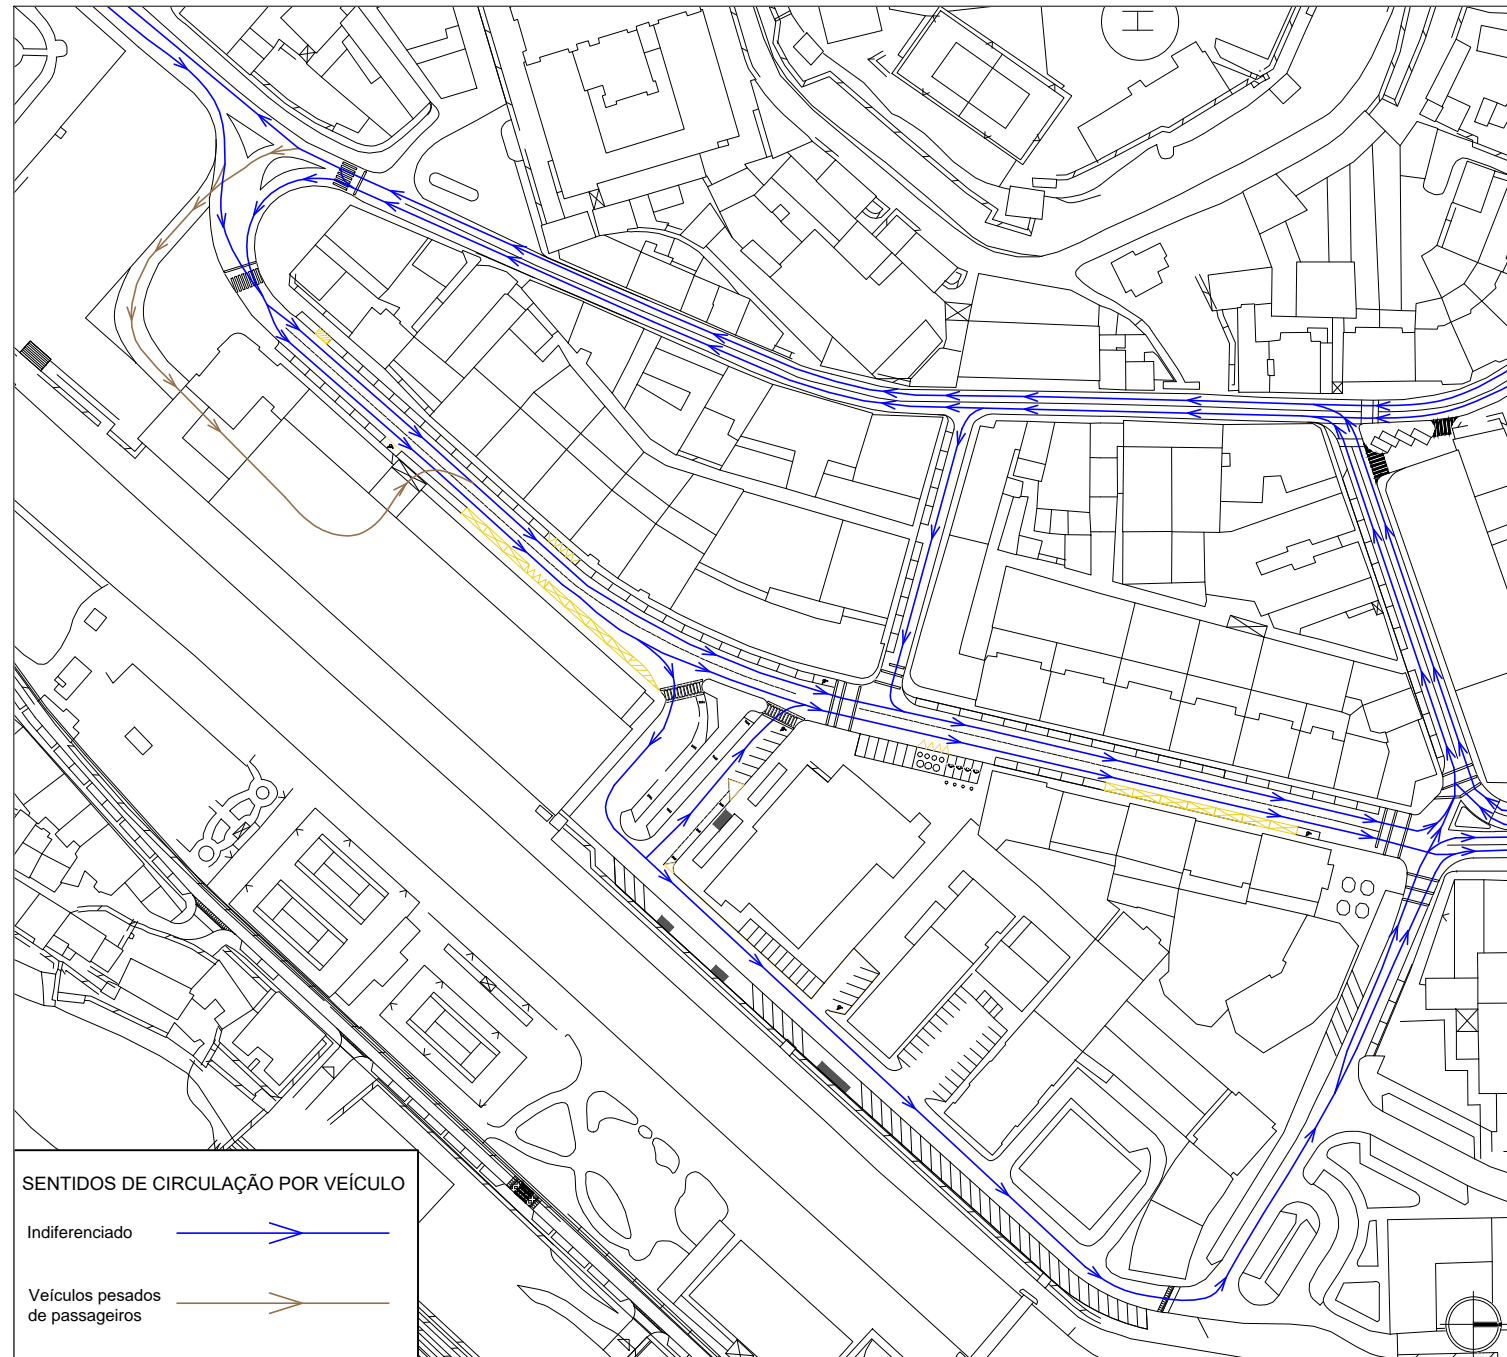 H
SENTIDOS DE CIRCULAÇÃO POR VEÍCULO
Indiferenciado
Veículos pesados
de passageiros